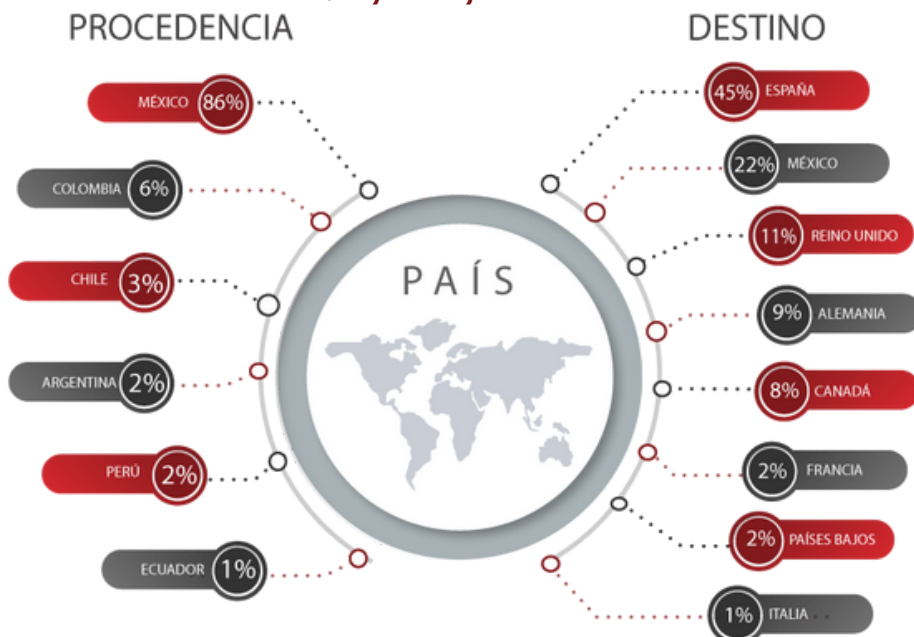 PROCEDENCIA
MÉXICO 86%
COLOMBIA 6%
CHILE 3%
ARGENTINA 2%
PERÚ 2%
ECUADOR 1%
PAÍS
DESTINO
45% ESPAÑA
22% MÉXICO
11% REINO UNIDO
9% ALEMANIA
8% CANADÁ
2% FRANCIA
2% PAÍSES BAJOS
1% ITALIA